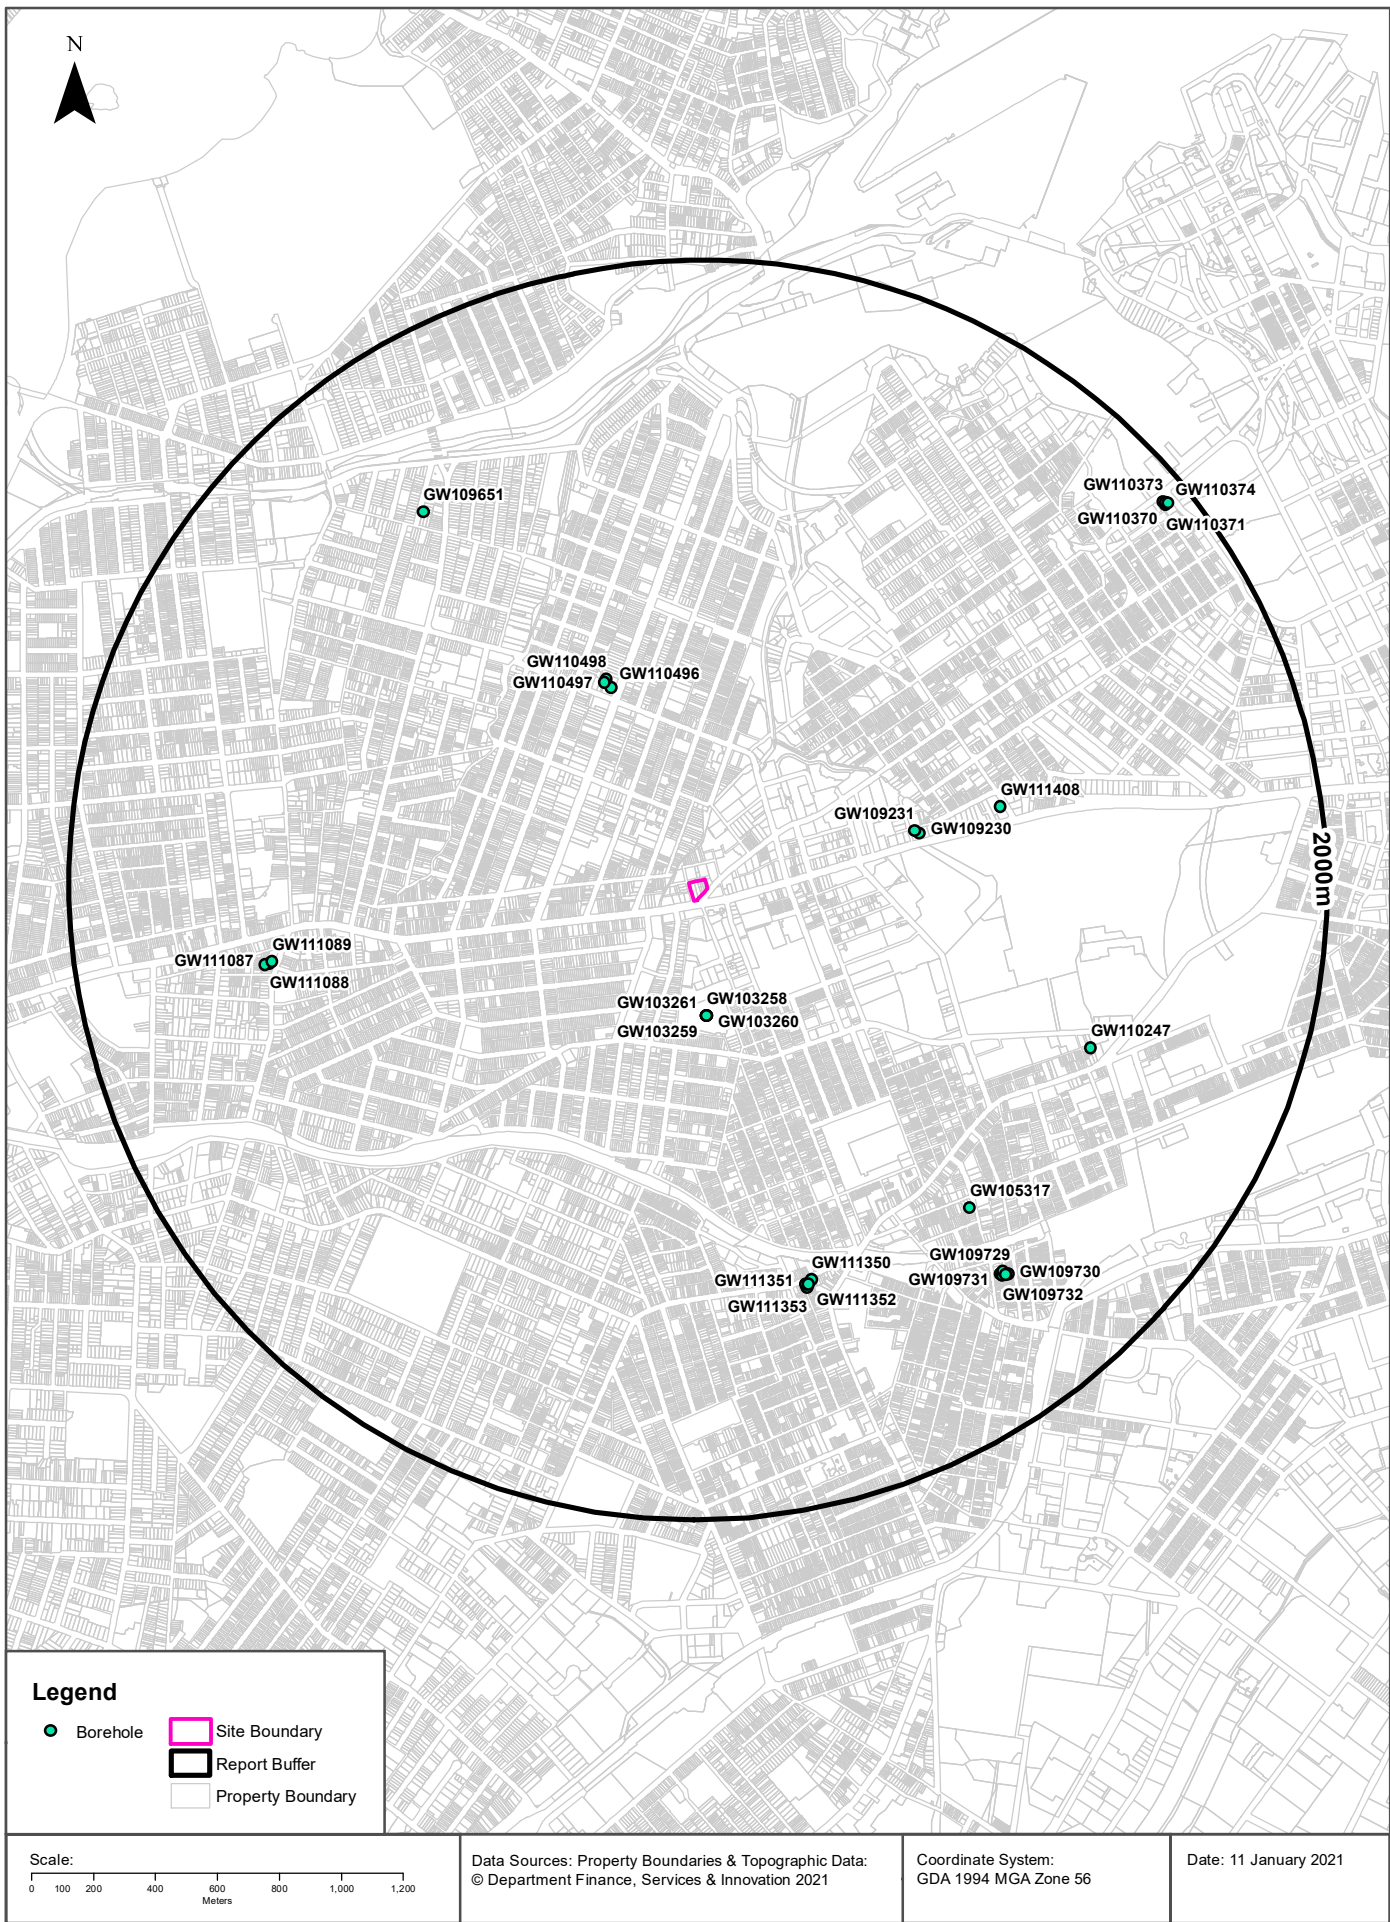 N
GW109651
GW110373
GW110374
GW110370
GW110371
GW110498
GW110496
GW110497
GW111408
GW109231
GW109230
2000m
GW111089
GW111087
GW111088
GW103261
GW103258
GW103260
GW103259
GW110247
GW105317
GW109729
GW109730
GW109731
GW109732
GW111350
GW111351
GW111352
GW111353
Legend
Borehole
Site Boundary
Report Buffer
Property Boundary
Scale:
0 100 200 400 600 800 1,000 1,200
Meters
Data Sources: Property Boundaries & Topographic Data:
© Department Finance, Services & Innovation 2021
Coordinate System:
GDA 1994 MGA Zone 56
Date: 11 January 2021